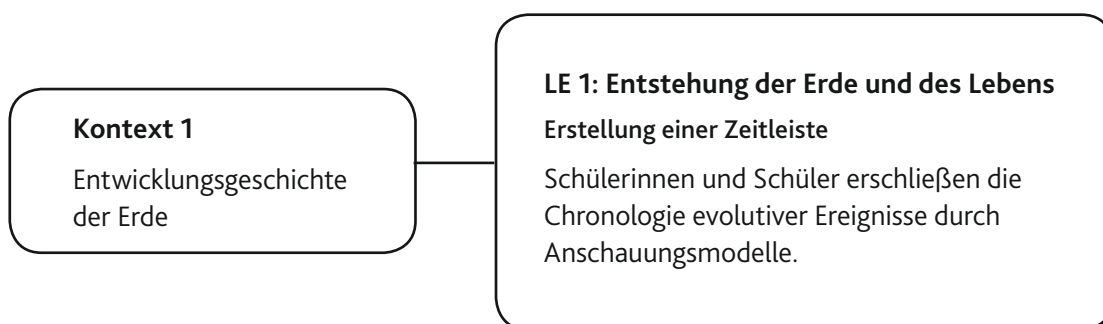 Kontext 1
Entwicklungsgeschichte
der Erde
LE 1: Entstehung der Erde und des Lebens
Erstellung einer Zeitleiste
Schülerinnen und Schüler erschließen die
Chronologie evolutiver Ereignisse durch
Anschauungsmodelle.